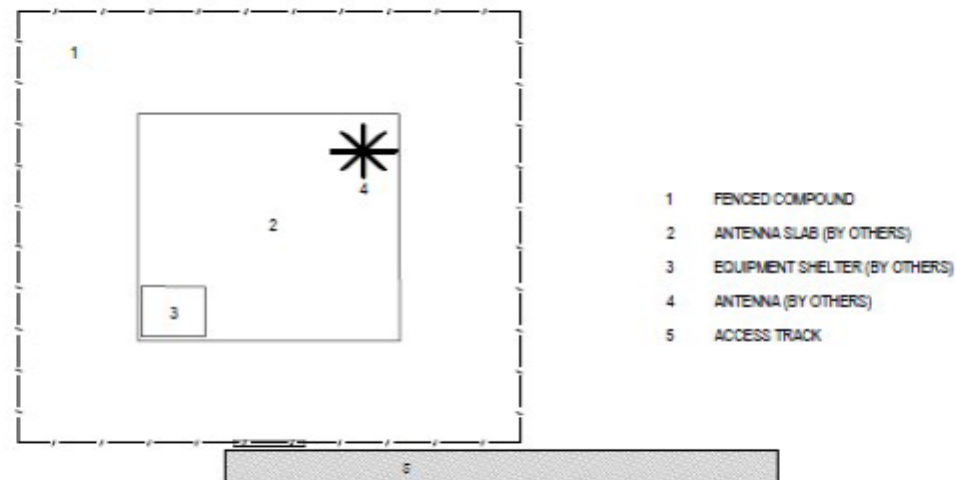 1
4
2
3
5
1 FENCED COMPOUND
2 ANTENNA SLAB (BY OTHERS)
3 EQUIPMENT SHELTER (BY OTHERS)
4 ANTENNA (BY OTHERS)
5 ACCESS TRACK